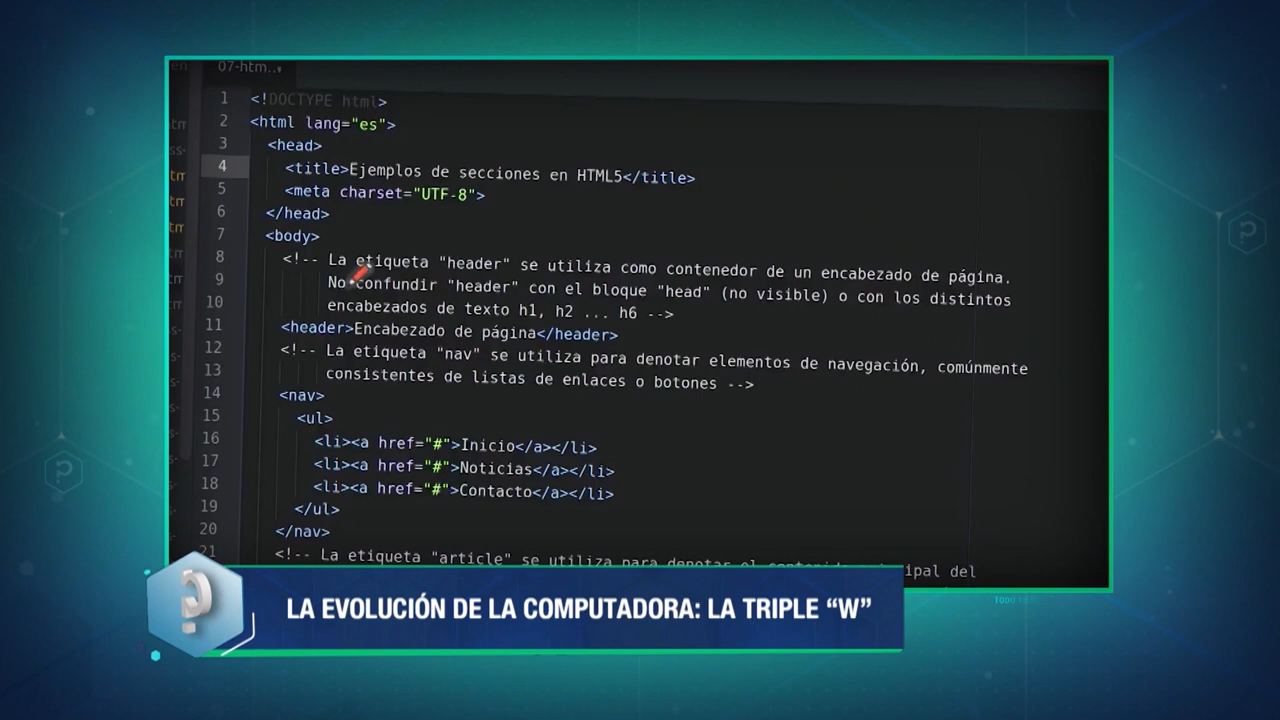 07-htm..
1 <!DOCTYPE html>
2 <html lang="es">
3 <head>
4 <title>Ejemplos de secciones en HTML5</title>
5 <meta charset="UTF-8">
6 </head>
7 <body>
8 <!-- La etiqueta "header" se utiliza como contenedor de un encabezado de página.
9 No confundir "header" con el bloque "head" (no visible) o con los distintos
10 encabezados de texto h1, h2 ... h6 -->
11 <header>Encabezado de página</header>
12 <!-- La etiqueta "nav" se utiliza para denotar elementos de navegación, comúnmente
13 consistentes de listas de enlaces o botones -->
14 <nav>
15 <ul>
16 <li><a href="#">Inicio</a></li>
17 <li><a href="#">Noticias</a></li>
18 <li><a href="#">Contacto</a></li>
19 </ul>
20 </nav>
21 <!-- La etiqueta "article" se utiliza para denotar el contenido principal del
LA EVOLUCIÓN DE LA COMPUTADORA: LA TRIPLE “W”
TODO